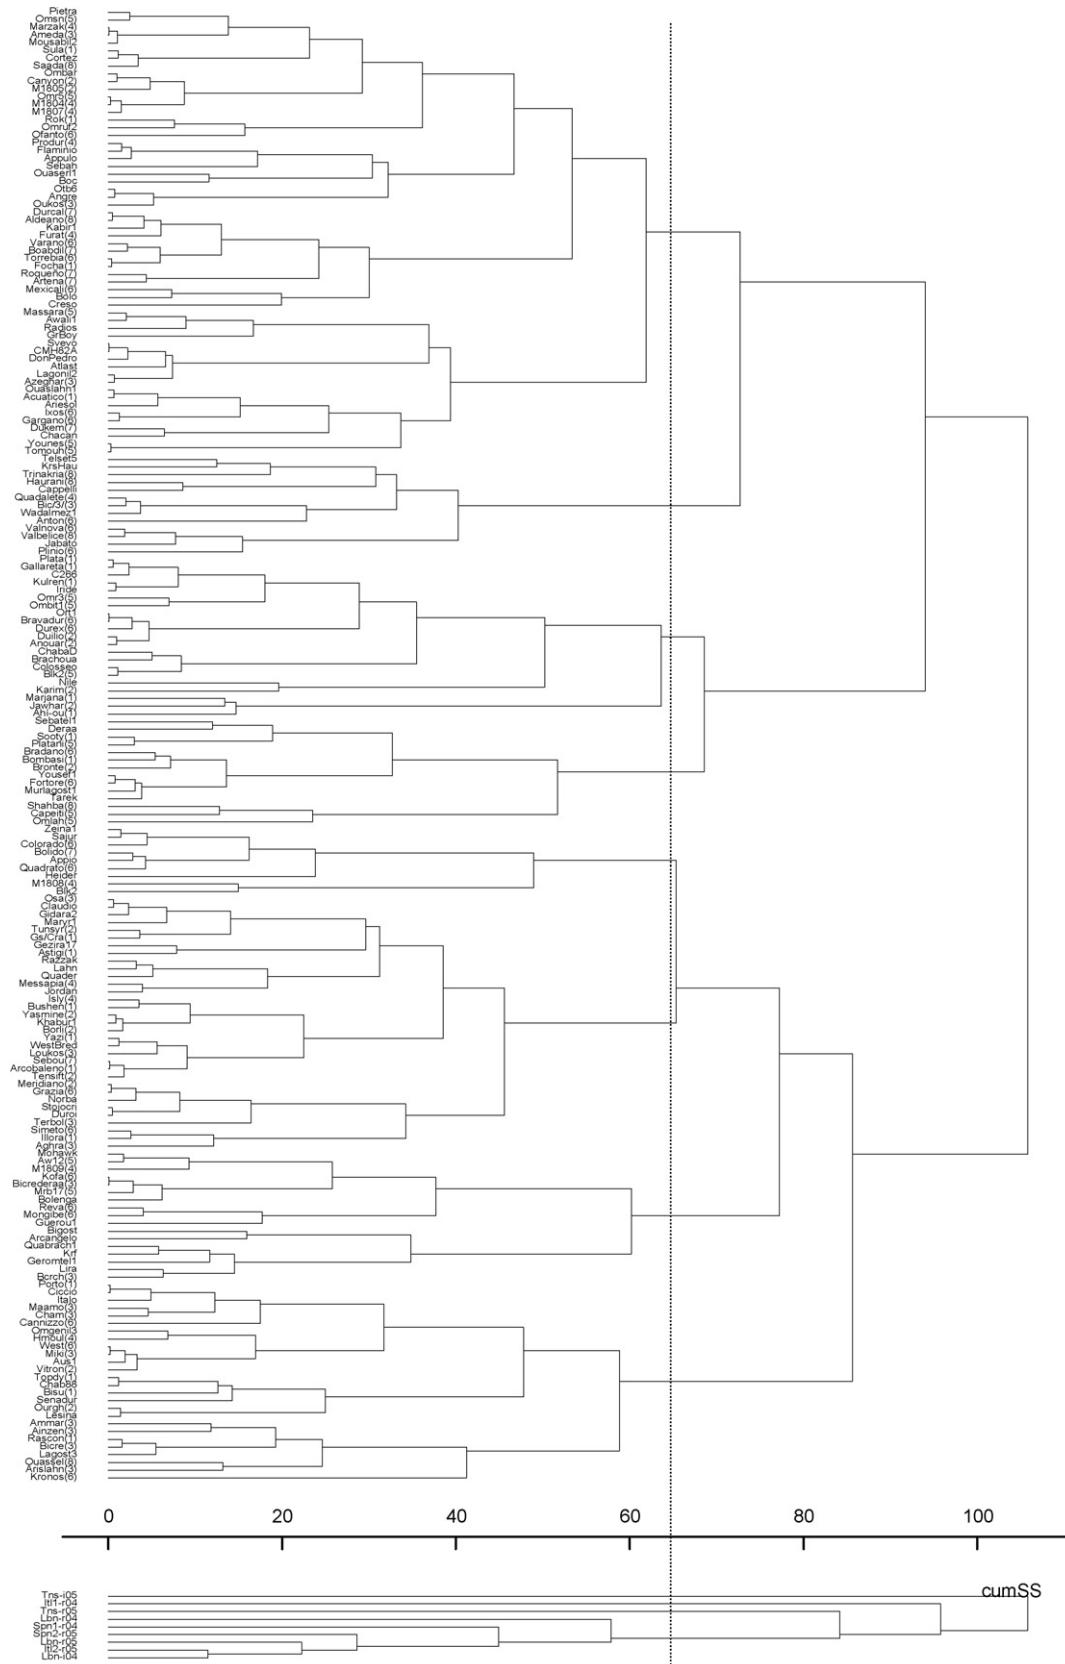 Pietra
Omsn(5)
Marzak(4)
Ameda(3)
Mousabil2
Sula(1)
Cortez
Saada(8)
Ombar
Canyon(2)
M1805(2)
Omr5(5)
M1804(4)
M1807(4)
Rok(1)
Omruf2
Ofanto(6)
Produr(4)
Flaminio
Appulo
Sebah
Ouaserl1
Boc
Otb6
Angre
Oukos(3)
Durcal(7)
Aldeano(8)
Kabir1
Furat(4)
Varano(6)
Boabdil(7)
Torrebia(6)
Focha(1)
Roqueño(7)
Artena(7)
Mexicali(6)
Bolo
Creso
Massara(5)
Awali1
Radios
GrBoy
Svevo
CMH82A
DonPedro
Atlast
Lagonil2
Azeghar(3)
Ouaslahn1
Acuatico(1)
Ariesol
Ixos(6)
Gargano(6)
Dukem(7)
Chacan
Younes(5)
Tomouh(5)
Telset5
KrsHau
Trinakria(8)
Haurani(8)
Cappelli
Quadalete(4)
Bic/3/(3)
Wadalmez1
Anton(6)
Valnova(6)
Valbelice(8)
Jabato
Plinio(6)
Plata(1)
Gallareta(1)
C266
Kulren(1)
Iride
Omr3(5)
Ombit1(5)
Ort1
Bravadur(6)
Durex(6)
Duilio(2)
Anouar(2)
ChabaD
Brachoua
Colosseo
Blk2(5)
Nile
Karim(2)
Marjana(1)
Jawhar(2)
Ahi-ou(1)
Sebatel1
Deraa
Sooty(1)
Platani(5)
Bradano(6)
Bombasi(1)
Bronte(2)
Yousef1
Fortore(6)
Murlagost1
Tarek
Shahba(8)
Capeiti(5)
Omlah(5)
Zeina1
Sajur
Colorado(6)
Bolido(7)
Appio
Quadrato(6)
Heider
M1808(4)
Blk2
Osa(3)
Claudio
Gidara2
Maryr1
Tunsyr(2)
Gs/Cra(1)
Gezira17
Astigi(1)
Razzak
Lahn
Quader
Messapia(4)
Jordan
Isly(4)
Bushen(1)
Yasmine(2)
Khabur1
Borli(2)
Yazi(1)
WestBred
Loukos(3)
Sebou(7)
Arcobaleno(1)
Tensift(2)
Meridiano(2)
Grazia(6)
Norba
Stojocri
Duroi
Terbol(3)
Simeto(6)
Illora(1)
Aghra(3)
Mohawk
Aw12(5)
M1809(4)
Kofa(6)
Bicrederaa(3)
Mrb17(5)
Bolenga
Reva(6)
Mongibe(6)
Guerou1
Bigost
Arcangelo
Quabrach1
Krf
Geromtel1
Lira
Bcrch(3)
Porto(1)
Ciccio
Italo
Maamo(3)
Cham(3)
Cannizzo(6)
Omgenil3
Hmoul(4)
West(6)
Miki(3)
Aus1
Vitron(2)
Topdy(1)
Chab88
Bisu(1)
Senadur
Ourgh(2)
Lesina
Ammar(3)
Ainzen(3)
Rascon(1)
Bicre(3)
Lagost3
Ouassel(8)
Arislahn(3)
Kronos(6)
0 20 40 60 80 100
cumSS
Tns-i05
Itl1-r04
Tns-r05
Lbn-r04
Spn1-r04
Spn2-r05
Lbn-r05
Itl2-r05
Lbn-i04